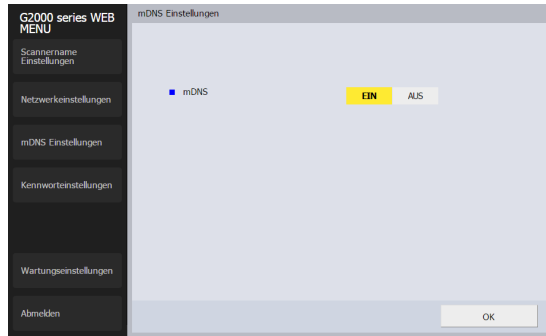 G2000 series WEB
MENU
Scannername
Einstellungen
Netzwerkeinstellungen
mDNS Einstellungen
Kennworteinstellungen
Wartungseinstellungen
Abmelden
mDNS Einstellungen
mDNS
EIN
AUS
OK